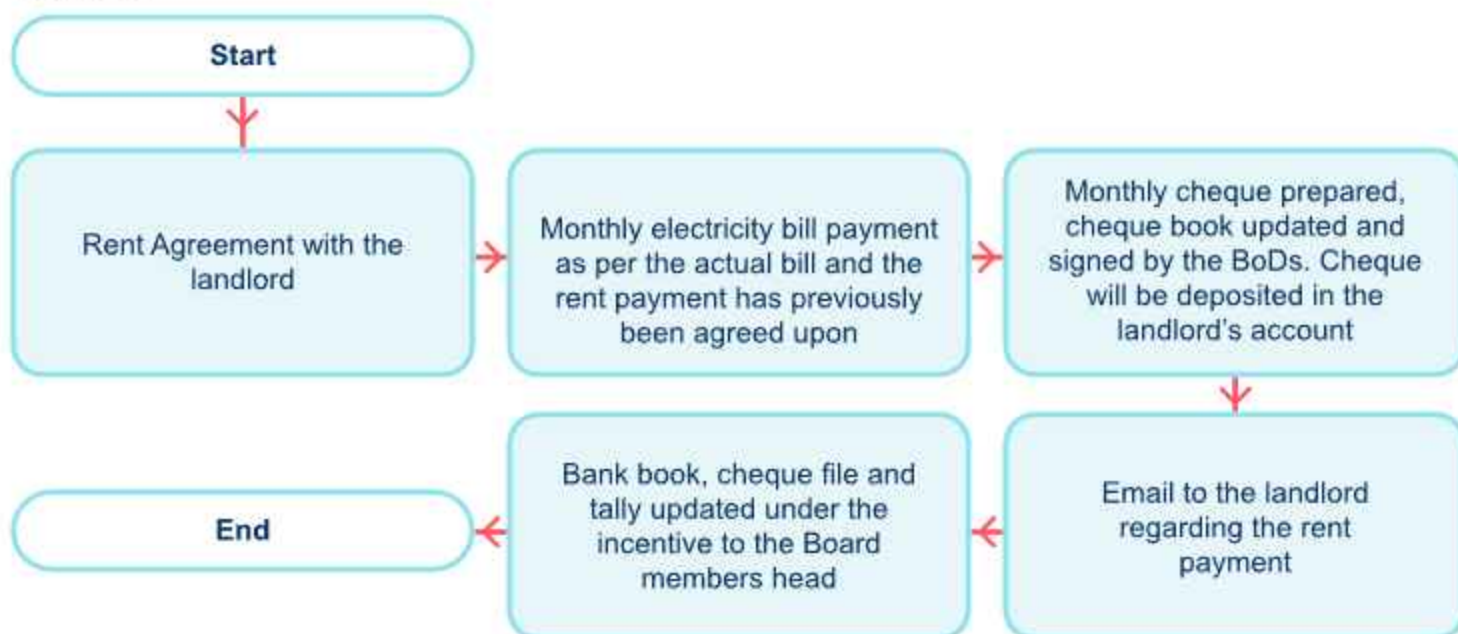 Start
Rent Agreement with the
landlord
Monthly electricity bill payment
as per the actual bill and the
rent payment has previously
been agreed upon
Monthly cheque prepared,
cheque book updated and
signed by the BoDs. Cheque
will be deposited in the
landlord's account
Email to the landlord
regarding the rent
payment
Bank book, cheque file and
tally updated under the
incentive to the Board
members head
End